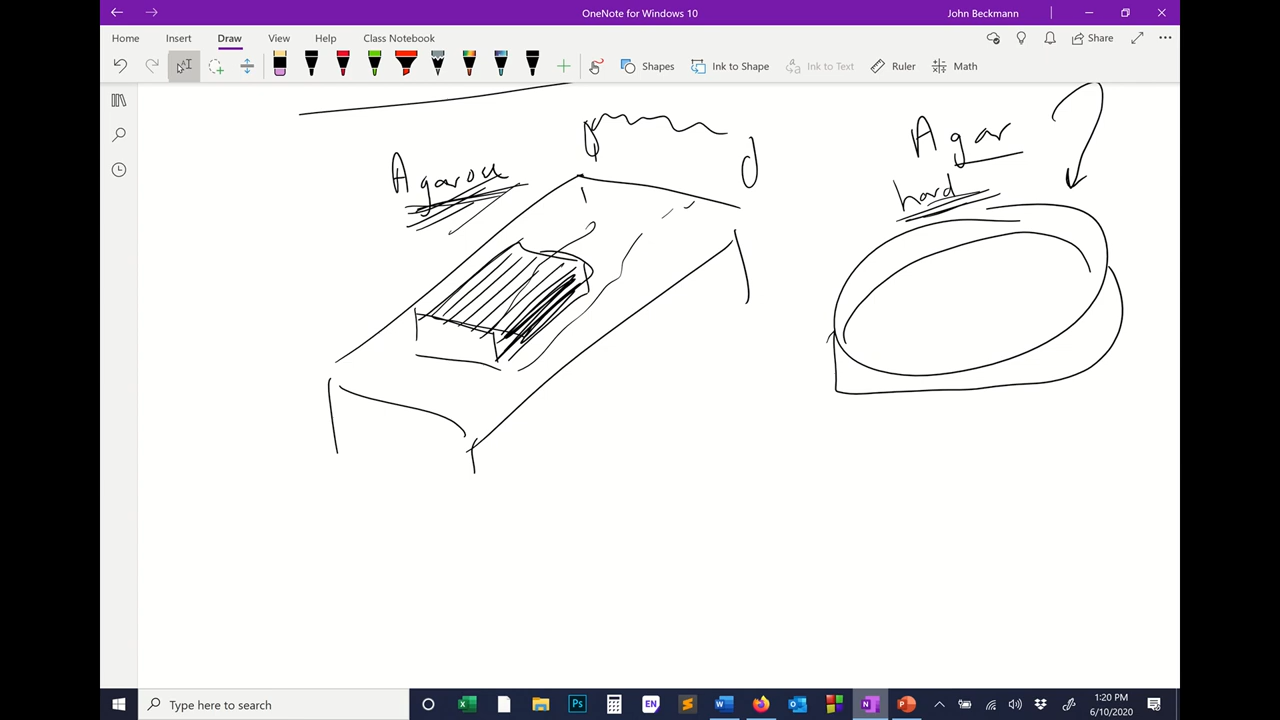 OneNote for Windows 10
John Beckmann
Home Insert Draw View Help Class Notebook
Share
Shapes Ink to Shape Ink to Text Ruler Math
Agar
hard
Type here to search
1:20 PM
6/10/2020